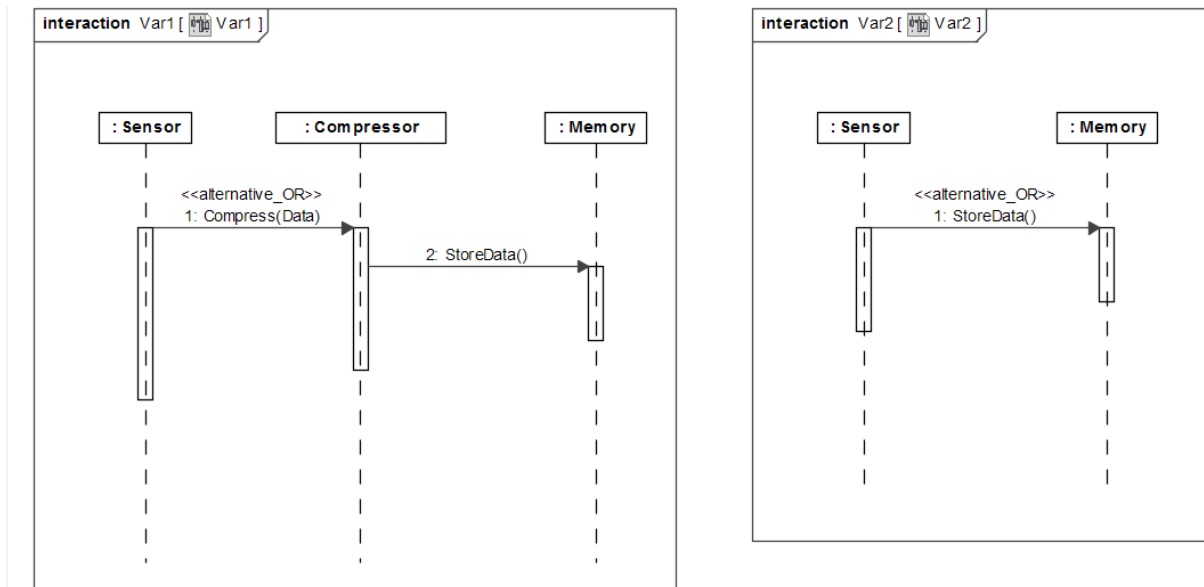 interaction Var1 [ Var1 ]
: Sensor
: Compressor
: Memory
<<alternative_OR>>
1: Compress(Data)
2: StoreData()
interaction Var2 [ Var2 ]
: Sensor
: Memory
<<alternative_OR>>
1: StoreData()